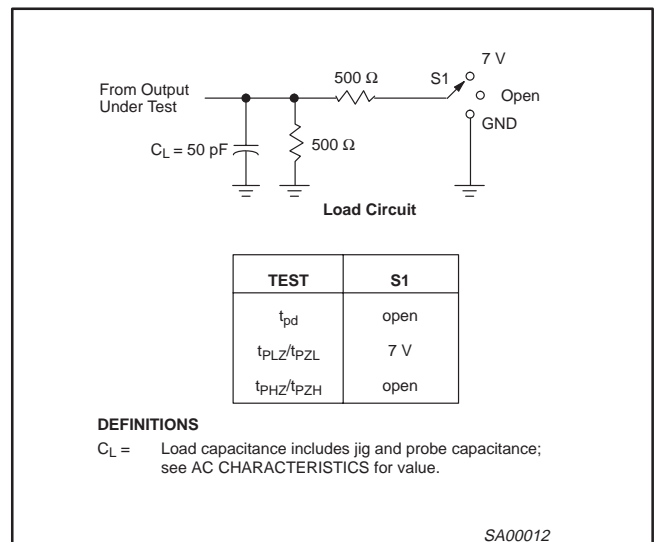 7 V
500 Ω
S1
From Output
Under Test
Open
GND
C_L = 50 pF
500 Ω
Load Circuit
TEST S1
t_pd open
t_PLZ/t_PZL 7 V
t_PHZ/t_PZH open
DEFINITIONS
C_L = Load capacitance includes jig and probe capacitance;
see AC CHARACTERISTICS for value.
SA00012